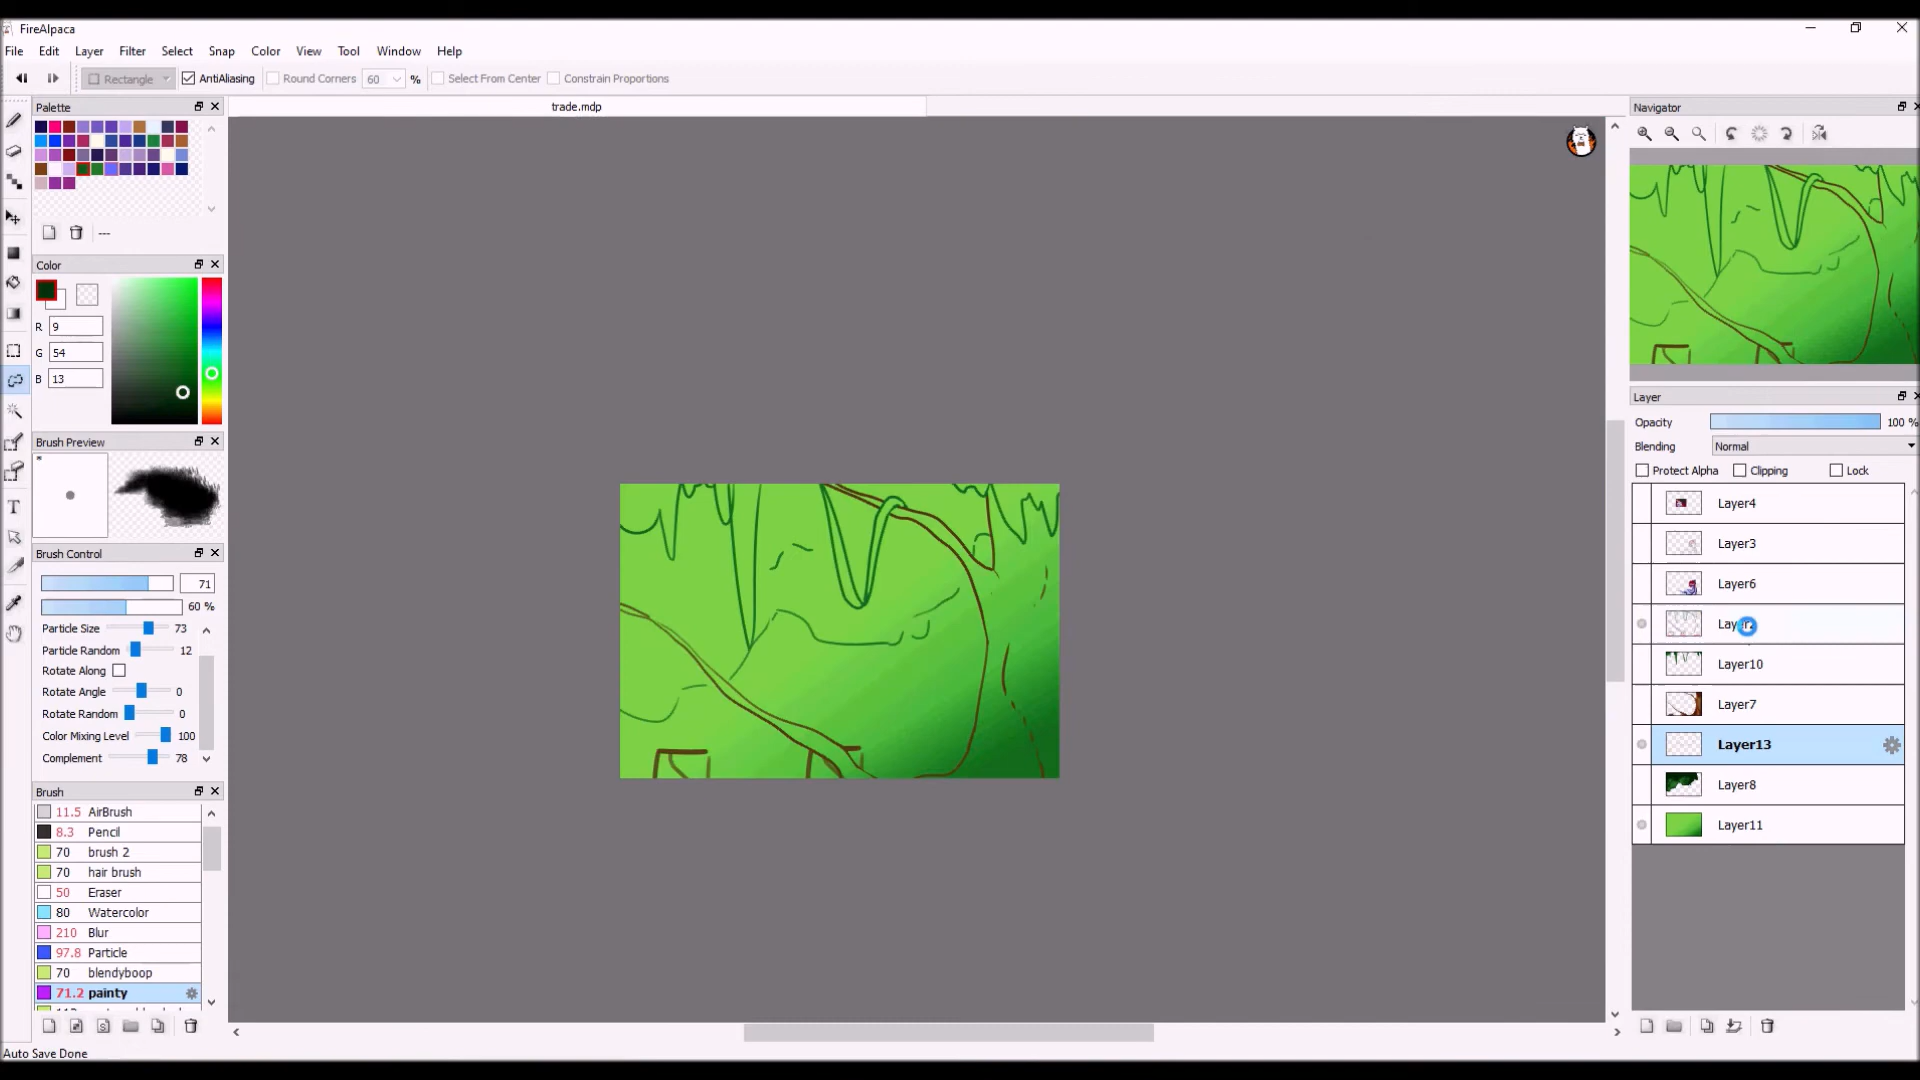 FireAlpaca
File Edit Layer Filter Select Snap Color View Tool Window Help
Rectangle AntiAliasing Round Corners 60 % Select From Center Constrain Proportions
Palette
trade.mdp
Navigator
---
Color
R 9
G 54
B 13
Brush Preview
Brush Control
71
60 %
Particle Size 73
Particle Random 12
Rotate Along
Rotate Angle 0
Rotate Random 0
Color Mixing Level 100
Complement 78
Brush
11.5 AirBrush
8.3 Pencil
70 brush 2
70 hair brush
50 Eraser
80 Watercolor
210 Blur
97.8 Particle
70 blendyboop
71.2 painty
Layer
Opacity 100 %
Blending Normal
Protect Alpha Clipping Lock
Layer4
Layer3
Layer6
Layer10
Layer7
Layer13
Layer8
Layer11
Auto Save Done